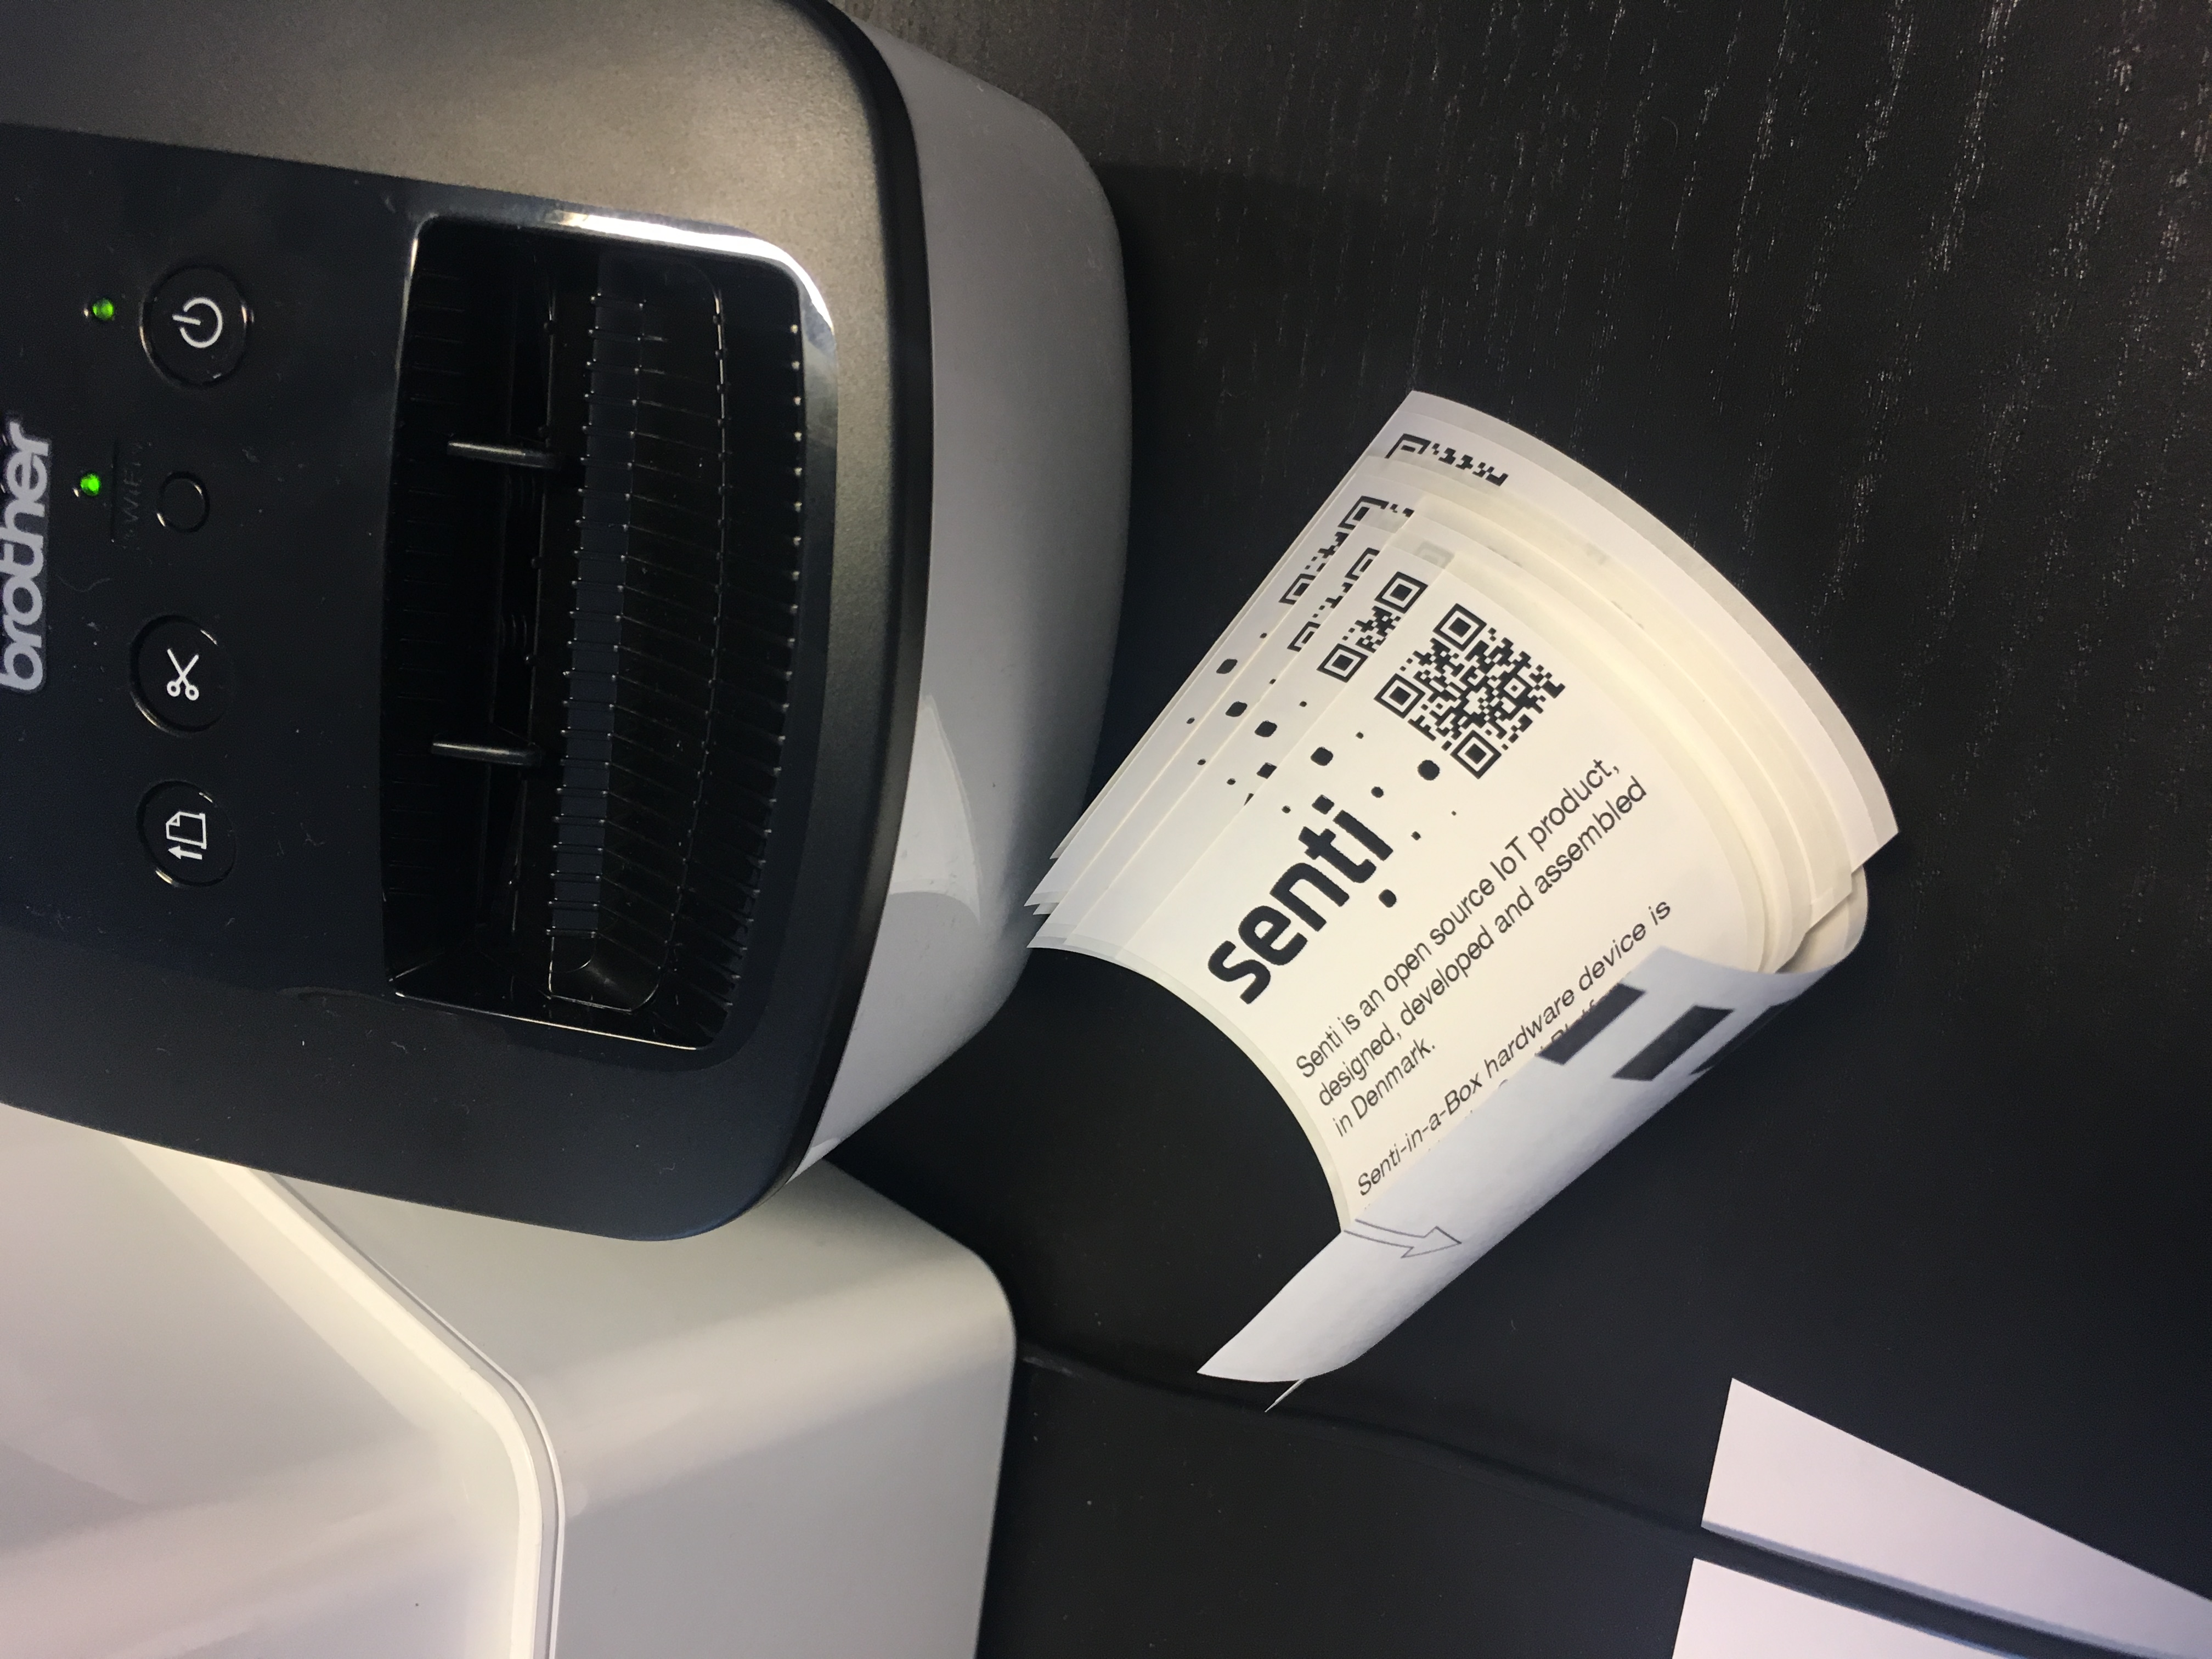 brother
WiFi
senti
Senti is an open source IoT product,
designed, developed and assembled
in Denmark.
Senti-in-a-Box hardware device is